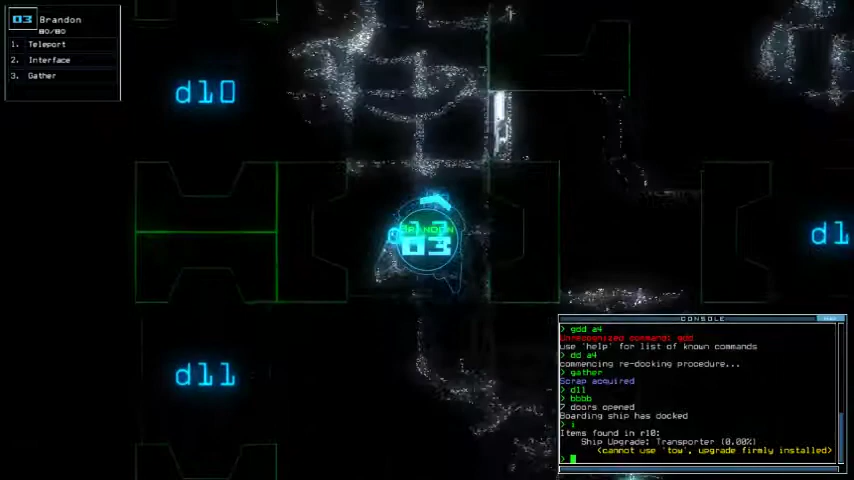 03 Brandon
80/80
1. Teleport
2. Interface
3. Gather
d10
BRANDON
03
d1
d11
CONSOLE
> gdd a4
Unrecognized command: gdd
use 'help' for list of known commands
> dd a4
commencing re-docking procedure...
> gather
Scrap acquired
> d11
> bbbb
7 doors opened
Boarding ship has docked
> i
Items found in r10:
Ship Upgrade: Transporter (0.00%)
<cannot use 'tow', upgrade firmly installed>
>